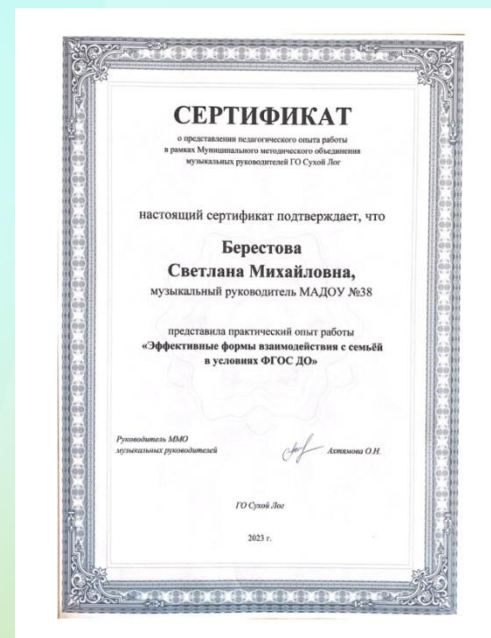 СЕРТИФИКАТ
о представлении педагогического опыта работы
в рамках Муниципального методического объединения
музыкальных руководителей ГО Сухой Лог
настоящий сертификат подтверждает, что
Берестова
Светлана Михайловна,
музыкальный руководитель МАДОУ №38
представила практический опыт работы
«Эффективные формы взаимодействия с семьёй
в условиях ФГОС ДО»
Руководитель ММО
музыкальных руководителей
Ахтямова О.Н.
ГО Сухой Лог
2023 г.